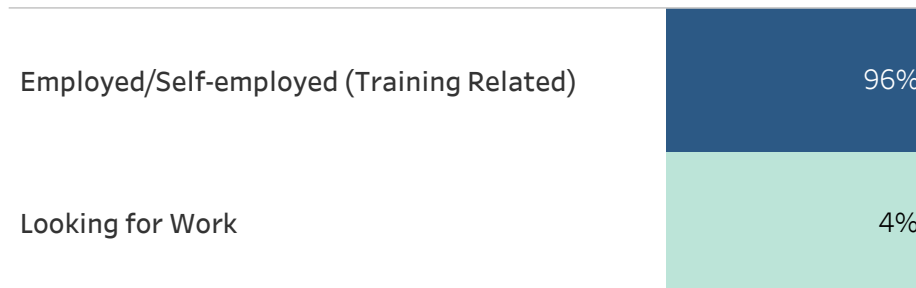 Employed/Self-employed (Training Related) 96%
Looking for Work 4%